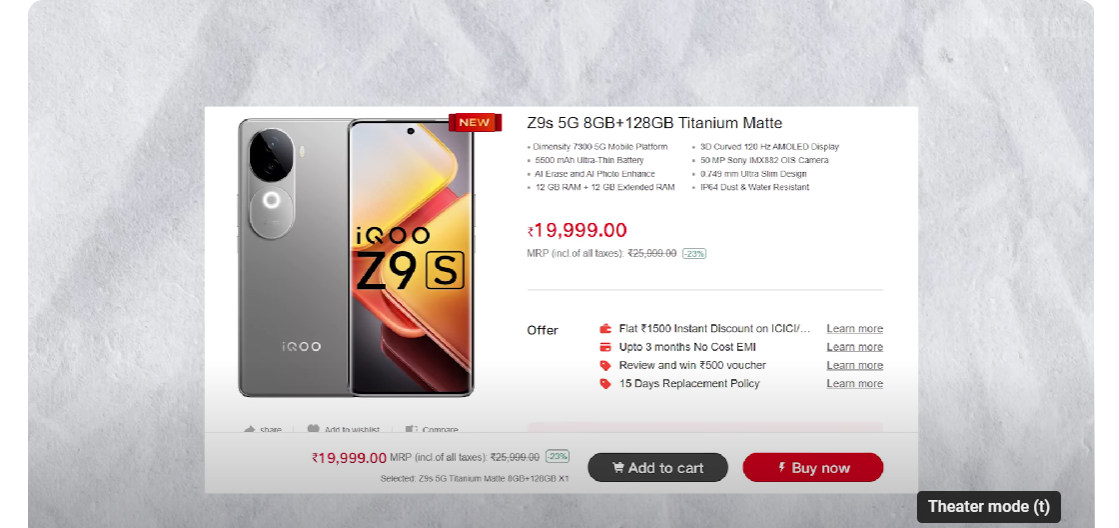 NEW
iQOO
Z9 S
iQOO
Z9s 5G 8GB+128GB Titanium Matte
• Dimensity 7300 5G Mobile Platform
• 3D Curved 120 Hz AMOLED Display
• 5500 mAh Ultra-Thin Battery
• 50 MP Sony IMX882 OIS Camera
• AI Erase and AI Photo Enhance
• 0.749 mm Ultra Slim Design
• 12 GB RAM + 12 GB Extended RAM
• IP64 Dust & Water Resistant
₹19,999.00
MRP (incl.of all taxes): ₹25,999.00 -23%
Offer
Flat ₹1500 Instant Discount on ICICI/... Learn more
Upto 3 months No Cost EMI Learn more
Review and win ₹500 voucher Learn more
15 Days Replacement Policy Learn more
share Add to wishlist Compare
₹19,999.00 MRP (incl.of all taxes): ₹25,999.00 -23%
Selected: Z9s 5G Titanium Matte 8GB+128GB X1
Add to cart
Buy now
Theater mode (t)